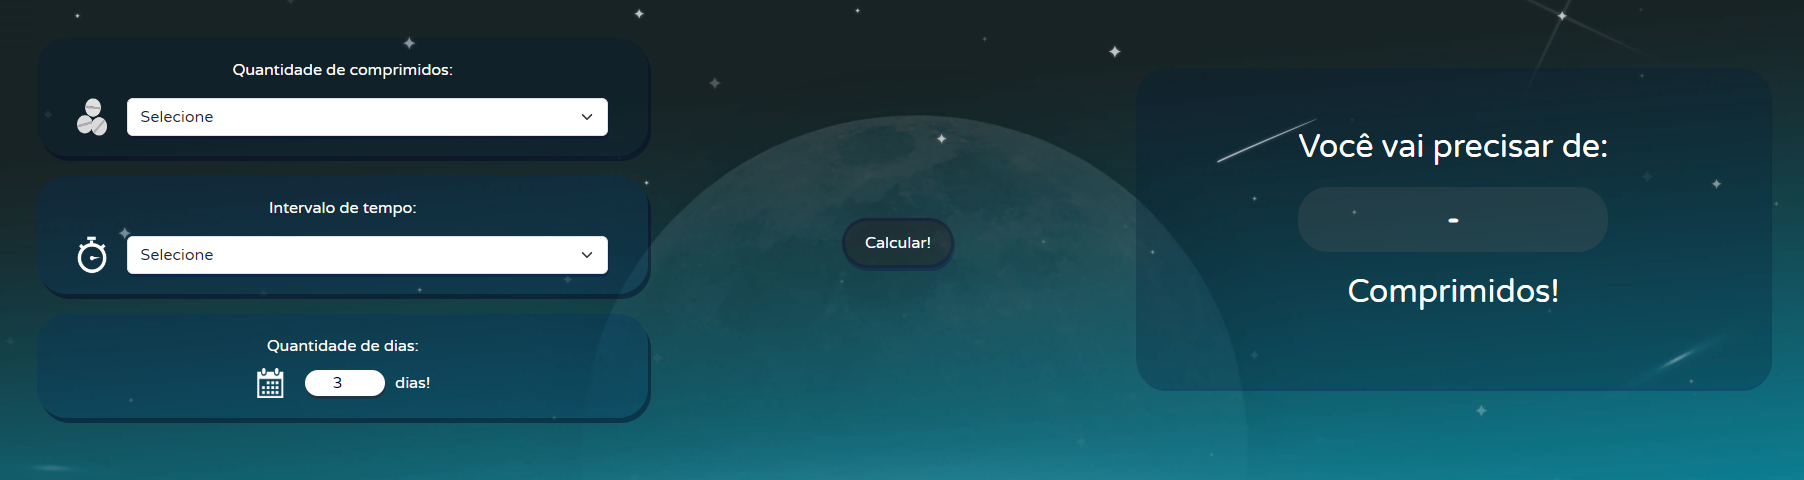 Quantidade de comprimidos:
Selecione
Intervalo de tempo:
Selecione
Quantidade de dias:
3 dias!
Calcular!
Você vai precisar de:
-
Comprimidos!